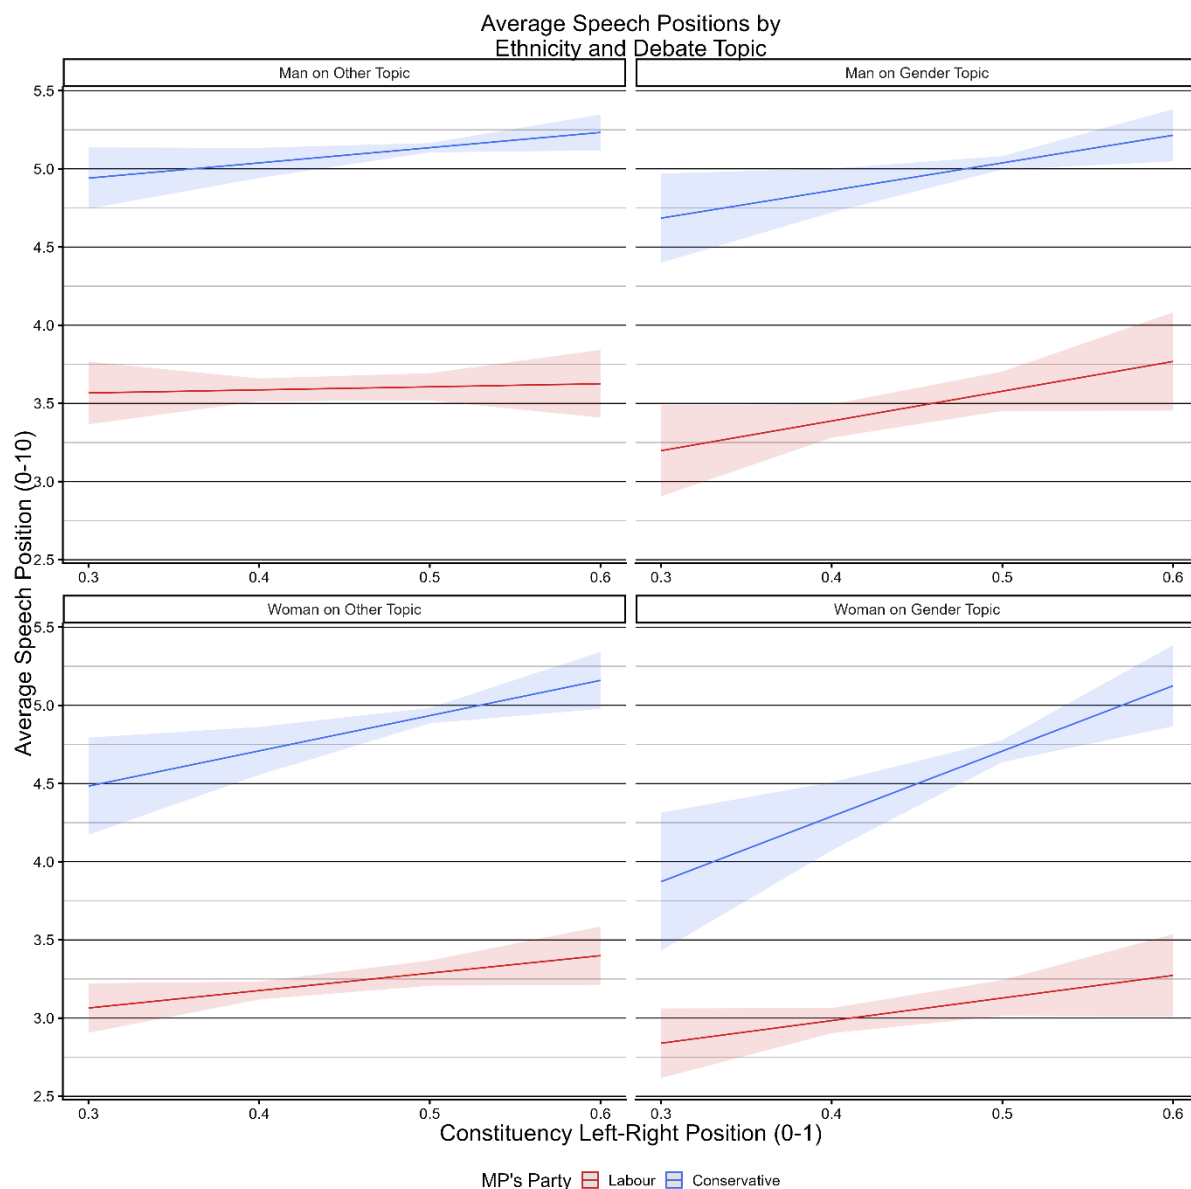 Average Speech Positions by
Ethnicity and Debate Topic
Man on Other Topic
Man on Gender Topic
5.5
5.0
4.5
4.0
3.5
3.0
2.5
0.3 0.4 0.5 0.6
0.3 0.4 0.5 0.6
Average Speech Position (0-10)
Woman on Other Topic
Woman on Gender Topic
5.5
5.0
4.5
4.0
3.5
3.0
2.5
0.3 0.4 0.5 0.6
0.3 0.4 0.5 0.6
Constituency Left-Right Position (0-1)
MP's Party Labour Conservative